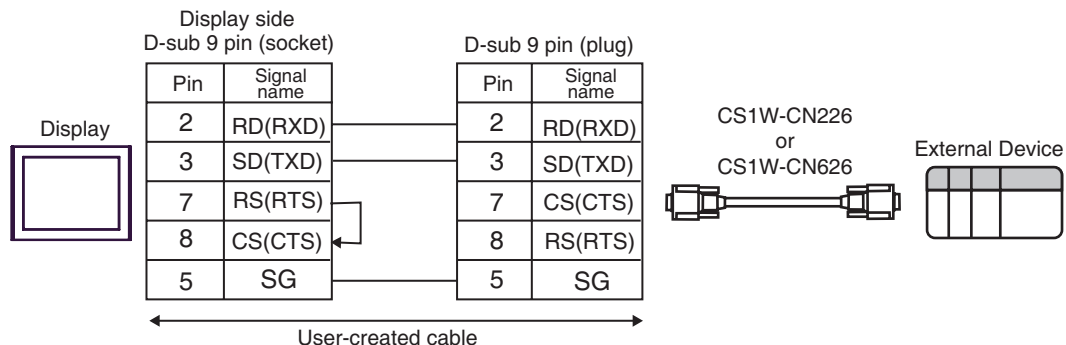 Display side
D-sub 9 pin (socket)
D-sub 9 pin (plug)
Pin Signal name
Pin Signal name
2 RD(RXD) 2 RD(RXD)
3 SD(TXD) 3 SD(TXD)
7 RS(RTS) 7 CS(CTS)
8 CS(CTS) 8 RS(RTS)
5 SG 5 SG
Display
CS1W-CN226
or
CS1W-CN626
External Device
User-created cable